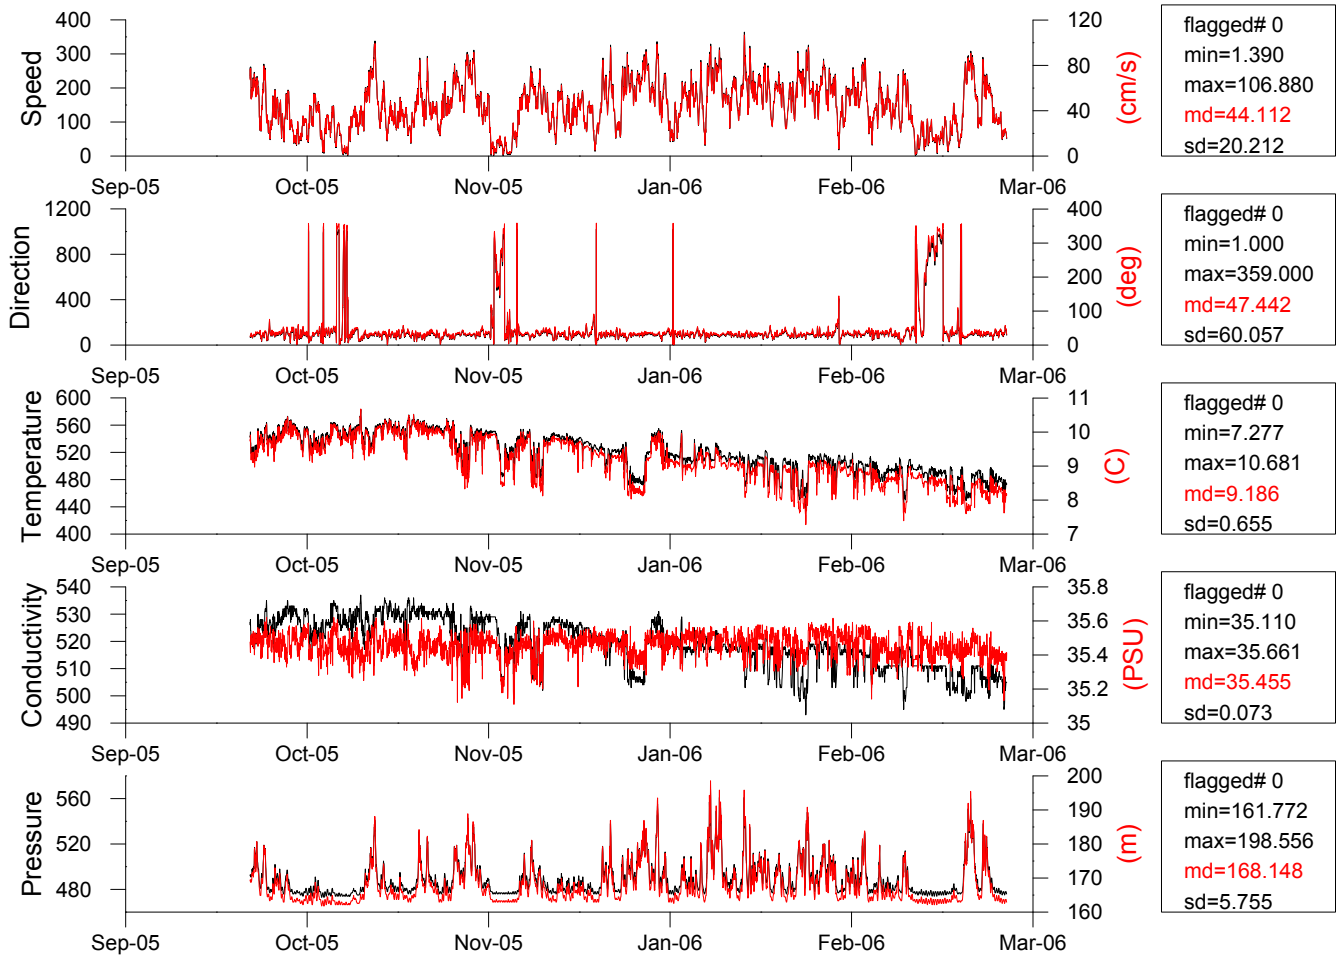 Speed
400
300
200
100
0
120
80
40
0
(cm/s)
Sep-05 Oct-05 Nov-05 Jan-06 Feb-06 Mar-06
flagged# 0
min=1.390
max=106.880
md=44.112
sd=20.212
Direction
1200
800
400
0
400
300
200
100
0
(deg)
Sep-05 Oct-05 Nov-05 Jan-06 Feb-06 Mar-06
flagged# 0
min=1.000
max=359.000
md=47.442
sd=60.057
Temperature
600
560
520
480
440
400
11
10
9
8
7
(C)
Sep-05 Oct-05 Nov-05 Jan-06 Feb-06 Mar-06
flagged# 0
min=7.277
max=10.681
md=9.186
sd=0.655
Conductivity
540
530
520
510
500
490
35.8
35.6
35.4
35.2
35
(PSU)
Sep-05 Oct-05 Nov-05 Jan-06 Feb-06 Mar-06
flagged# 0
min=35.110
max=35.661
md=35.455
sd=0.073
Pressure
560
520
480
200
190
180
170
160
(m)
Sep-05 Oct-05 Nov-05 Jan-06 Feb-06 Mar-06
flagged# 0
min=161.772
max=198.556
md=168.148
sd=5.755